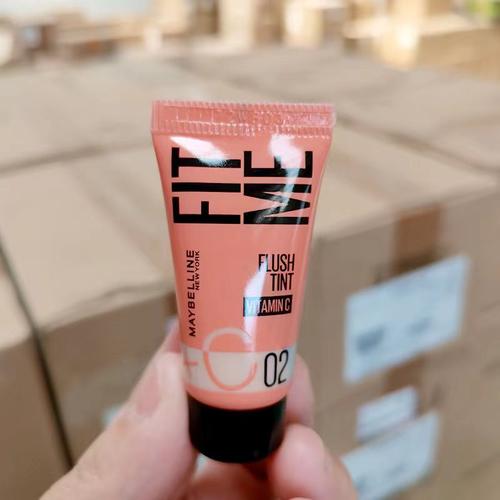 FIT
ME
MAYBELLINE
NEW YORK
FLUSH
TINT
VITAMIN C
+C
02